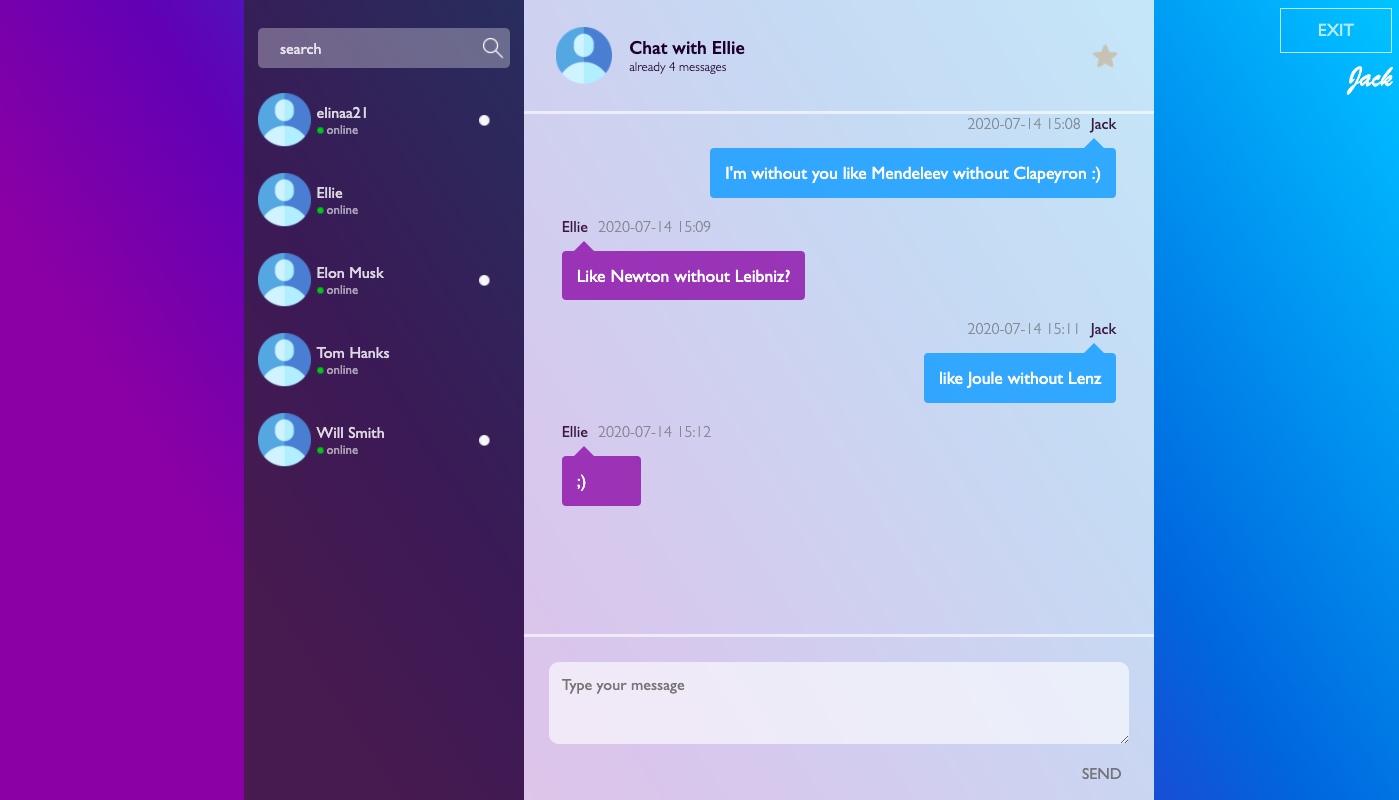 search
elinaa21
online
Ellie
online
Elon Musk
online
Tom Hanks
online
Will Smith
online
Chat with Ellie
already 4 messages
2020-07-14 15:08 Jack
I'm without you like Mendeleev without Clapeyron :)
Ellie 2020-07-14 15:09
Like Newton without Leibniz?
2020-07-14 15:11 Jack
like Joule without Lenz
Ellie 2020-07-14 15:12
;)
Type your message
SEND
EXIT
Jack